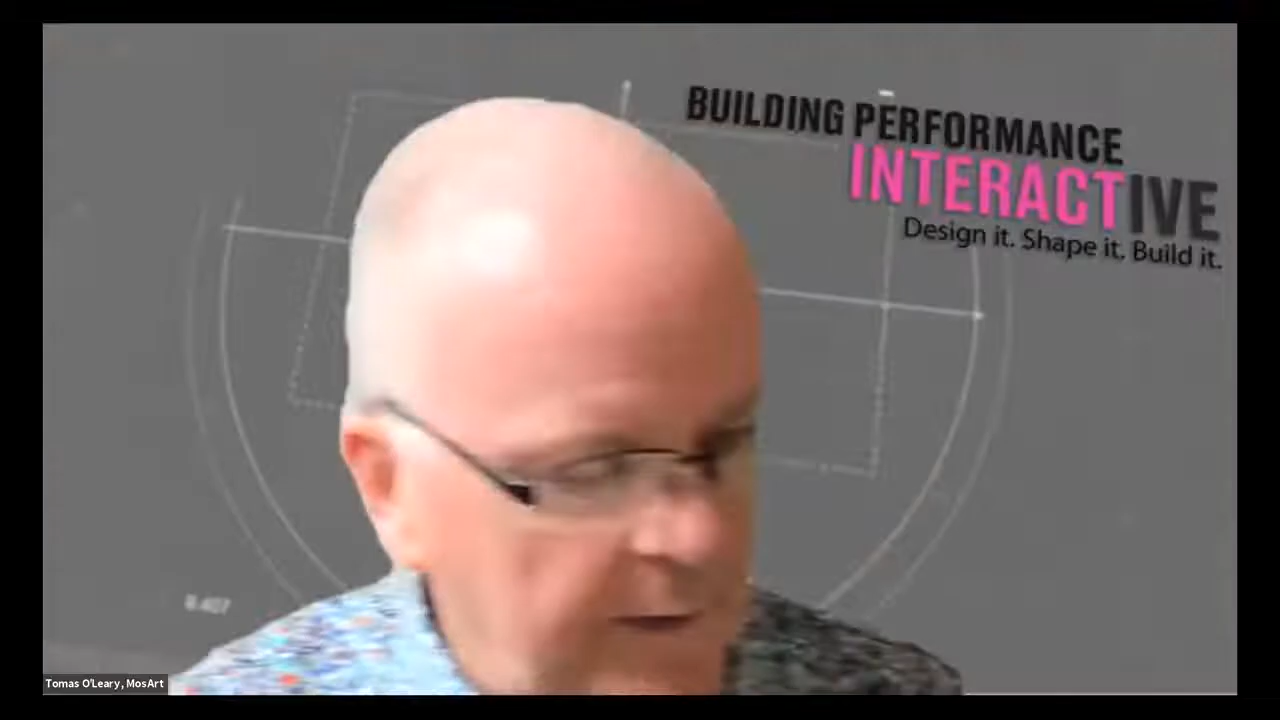 BUILDING PERFORMANCE
INTERACTIVE
Design it. Shape it. Build it.
Tomas O'Leary, MosArt